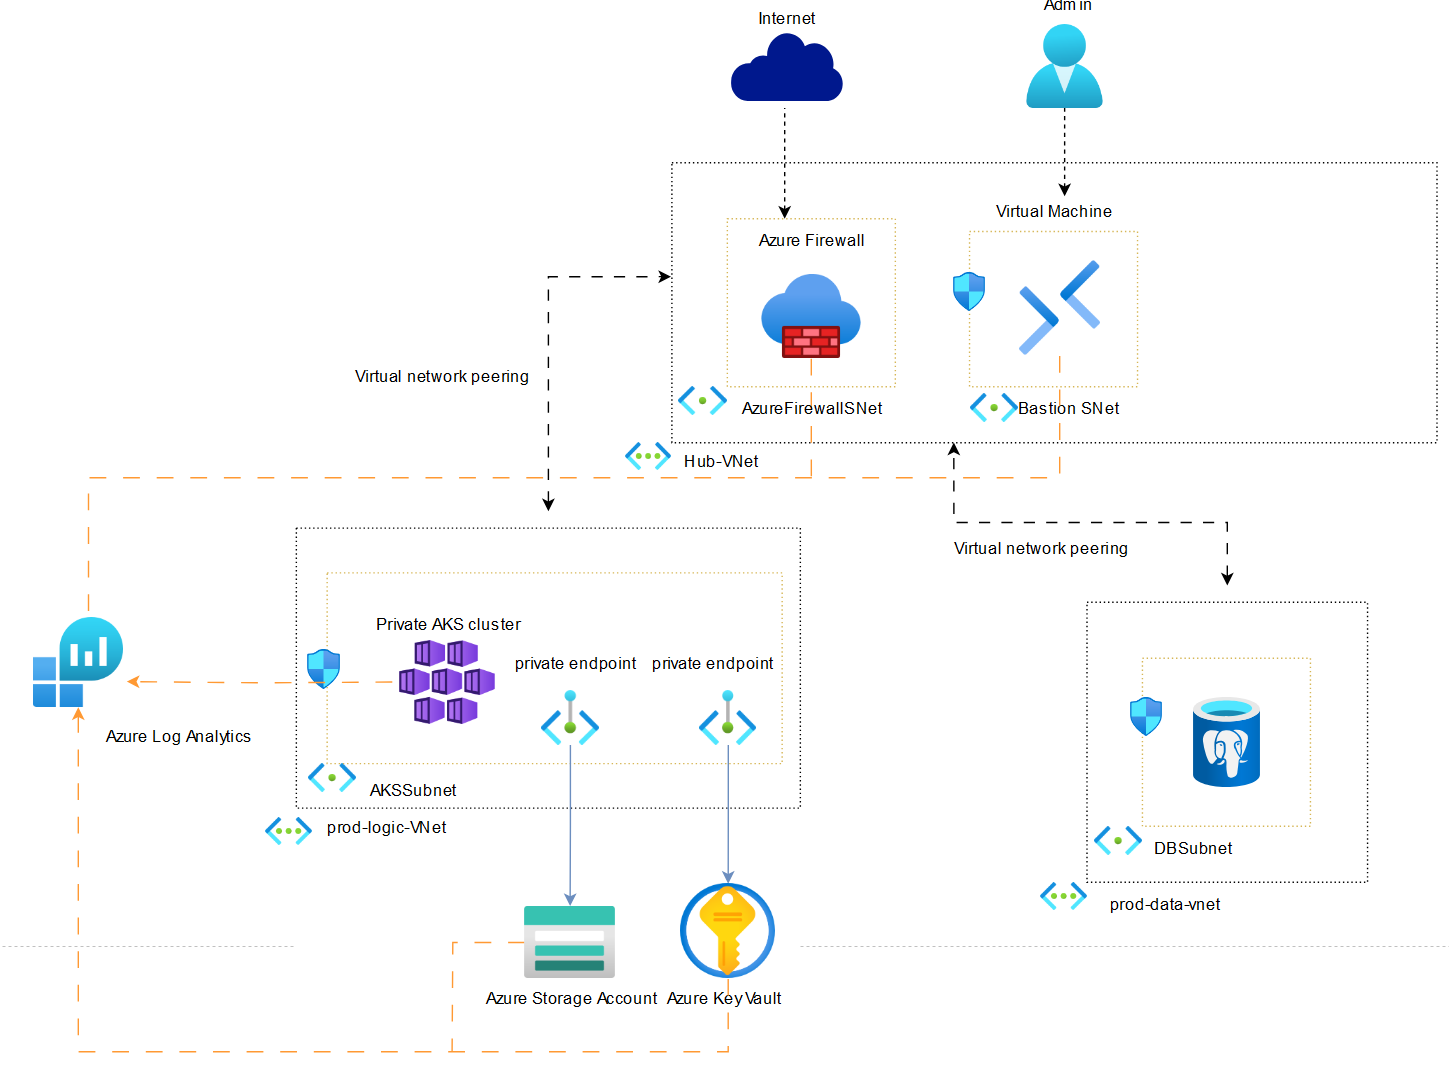 Internet
Admin
Virtual Machine
Azure Firewall
Virtual network peering
AzureFirewallSNet
Bastion SNet
Hub-VNet
Virtual network peering
Private AKS cluster
private endpoint
private endpoint
Azure Log Analytics
AKSSubnet
prod-logic-VNet
DBSubnet
prod-data-vnet
Azure Storage Account
Azure Key Vault